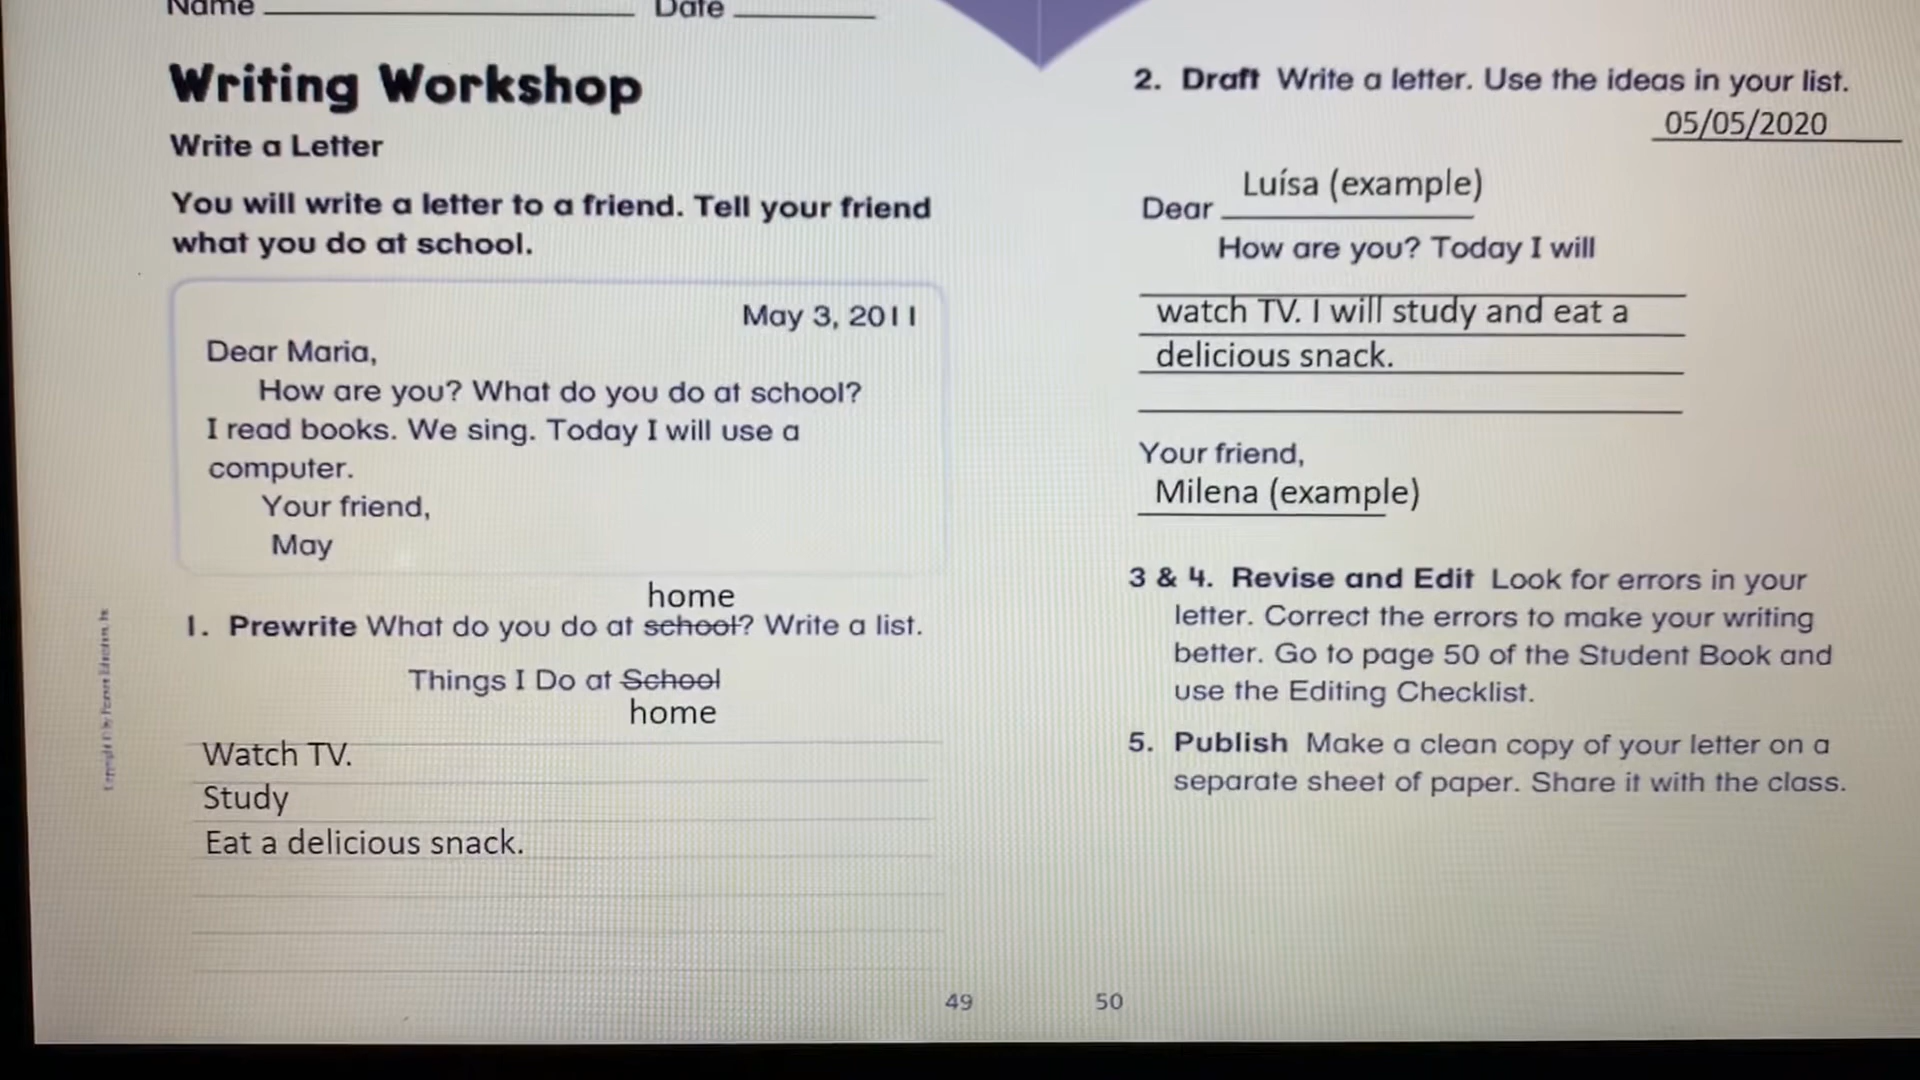 Name Date
Writing Workshop
Write a Letter
You will write a letter to a friend. Tell your friend
what you do at school.
May 3, 2011
Dear Maria,
How are you? What do you do at school?
I read books. We sing. Today I will use a
computer.
Your friend,
May
home
1. Prewrite What do you do at school? Write a list.
Things I Do at School
home
Watch TV.
Study
Eat a delicious snack.
49
2. Draft Write a letter. Use the ideas in your list.
05/05/2020
Luísa (example)
Dear
How are you? Today I will
watch TV. I will study and eat a
delicious snack.
Your friend,
Milena (example)
3 & 4. Revise and Edit Look for errors in your
letter. Correct the errors to make your writing
better. Go to page 50 of the Student Book and
use the Editing Checklist.
5. Publish Make a clean copy of your letter on a
separate sheet of paper. Share it with the class.
50